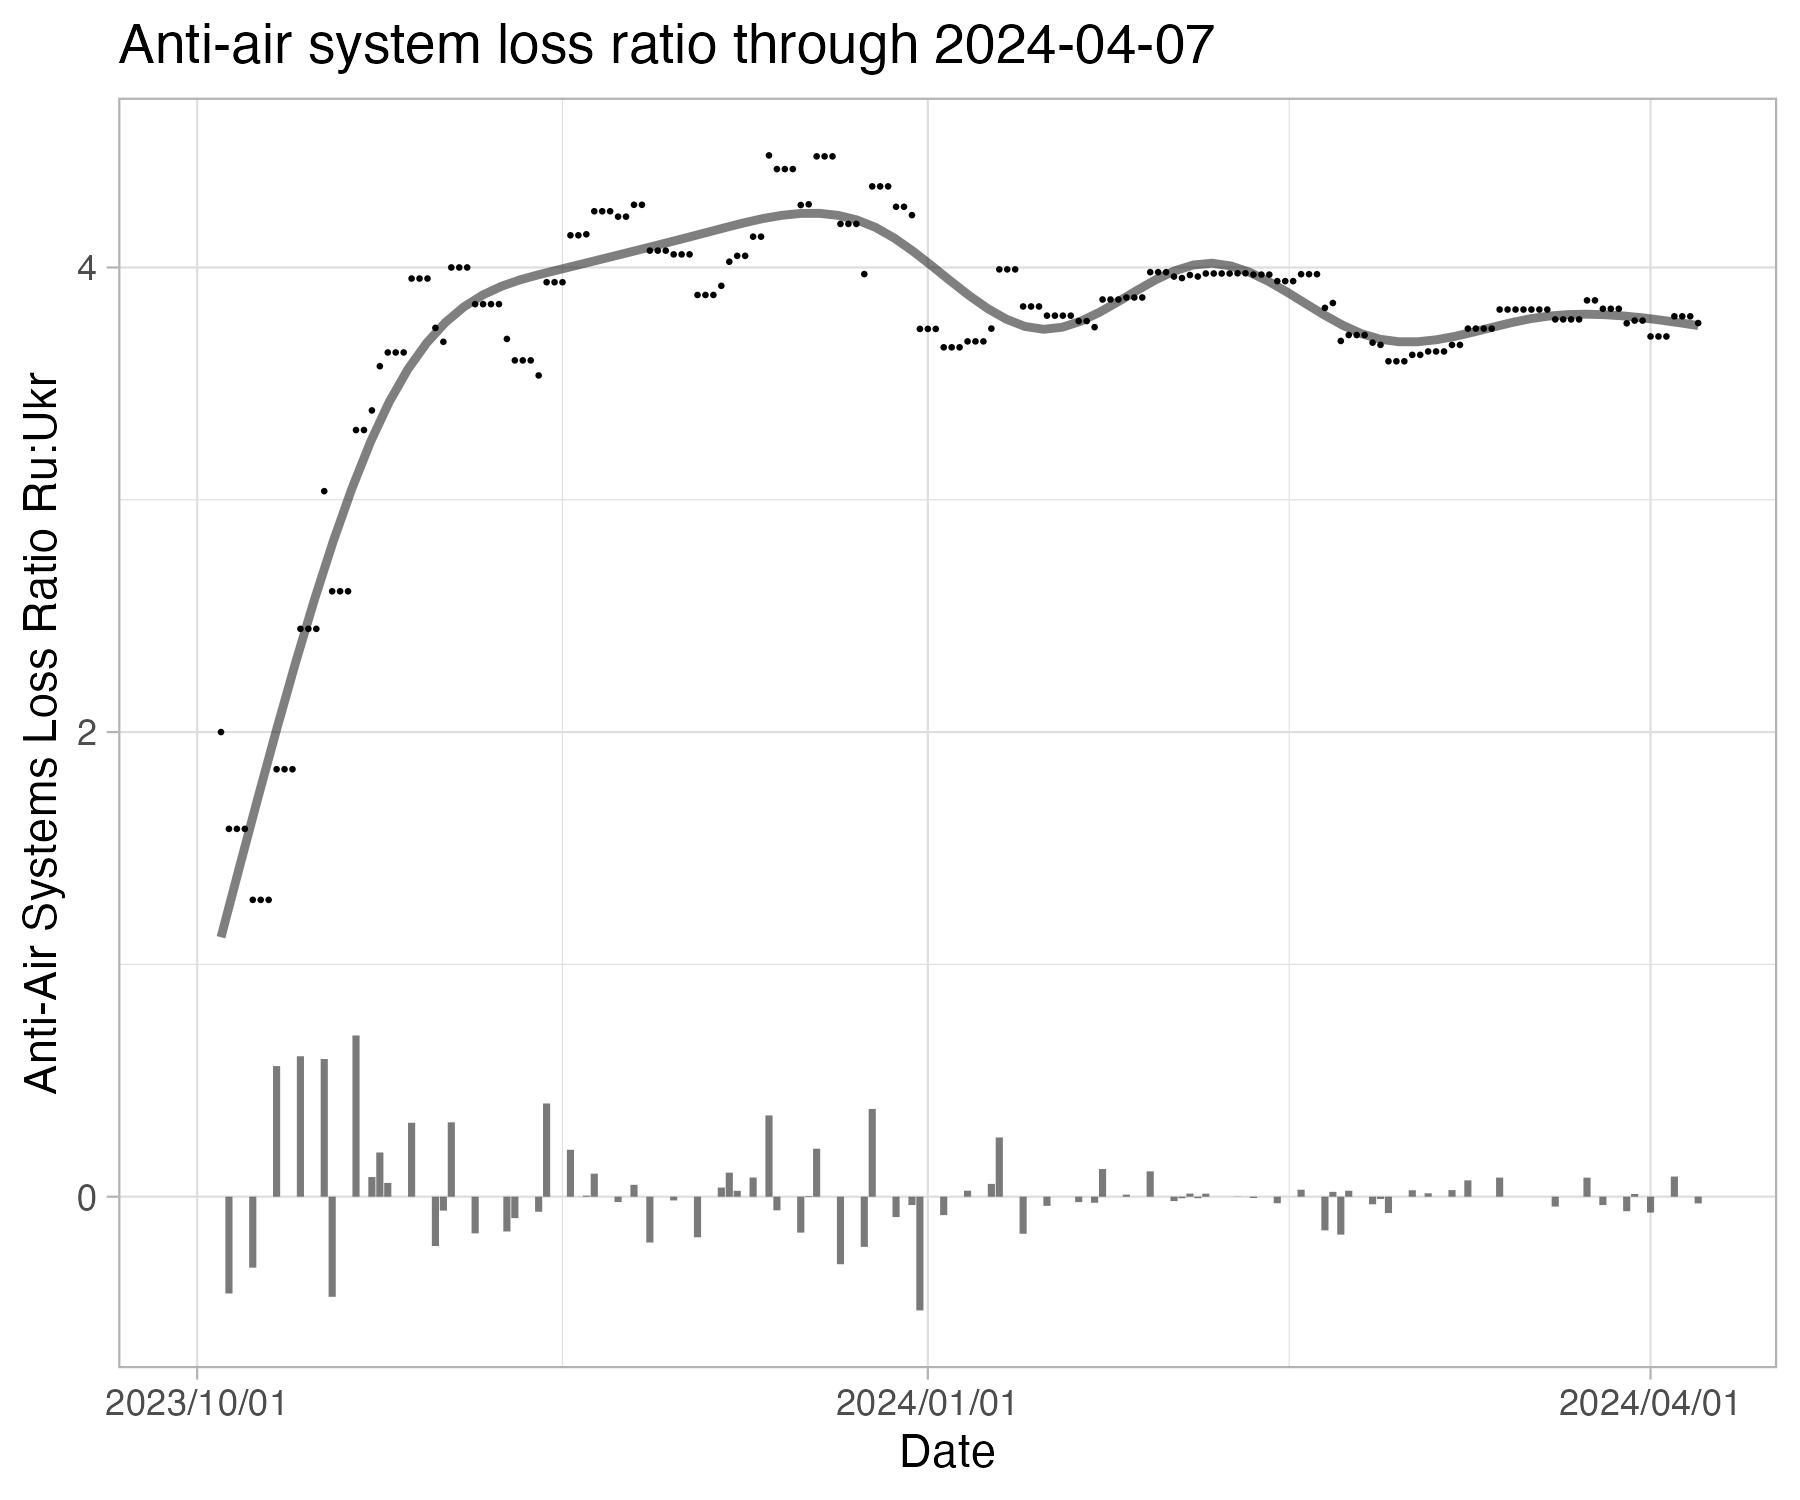 Anti-air system loss ratio through 2024-04-07
Anti-Air Systems Loss Ratio Ru:Ukr
4
2
0
2023/10/01
2024/01/01
2024/04/01
Date